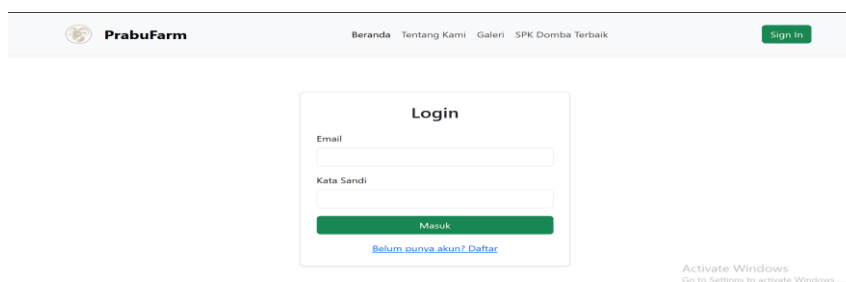 PrabuFarm Beranda Tentang Kami Galeri SPK Domba Terbaik Sign In
Login
Email
Kata Sandi
Masuk
Belum punya akun? Daftar
Activate Windows
Go to Settings to activate Windows.